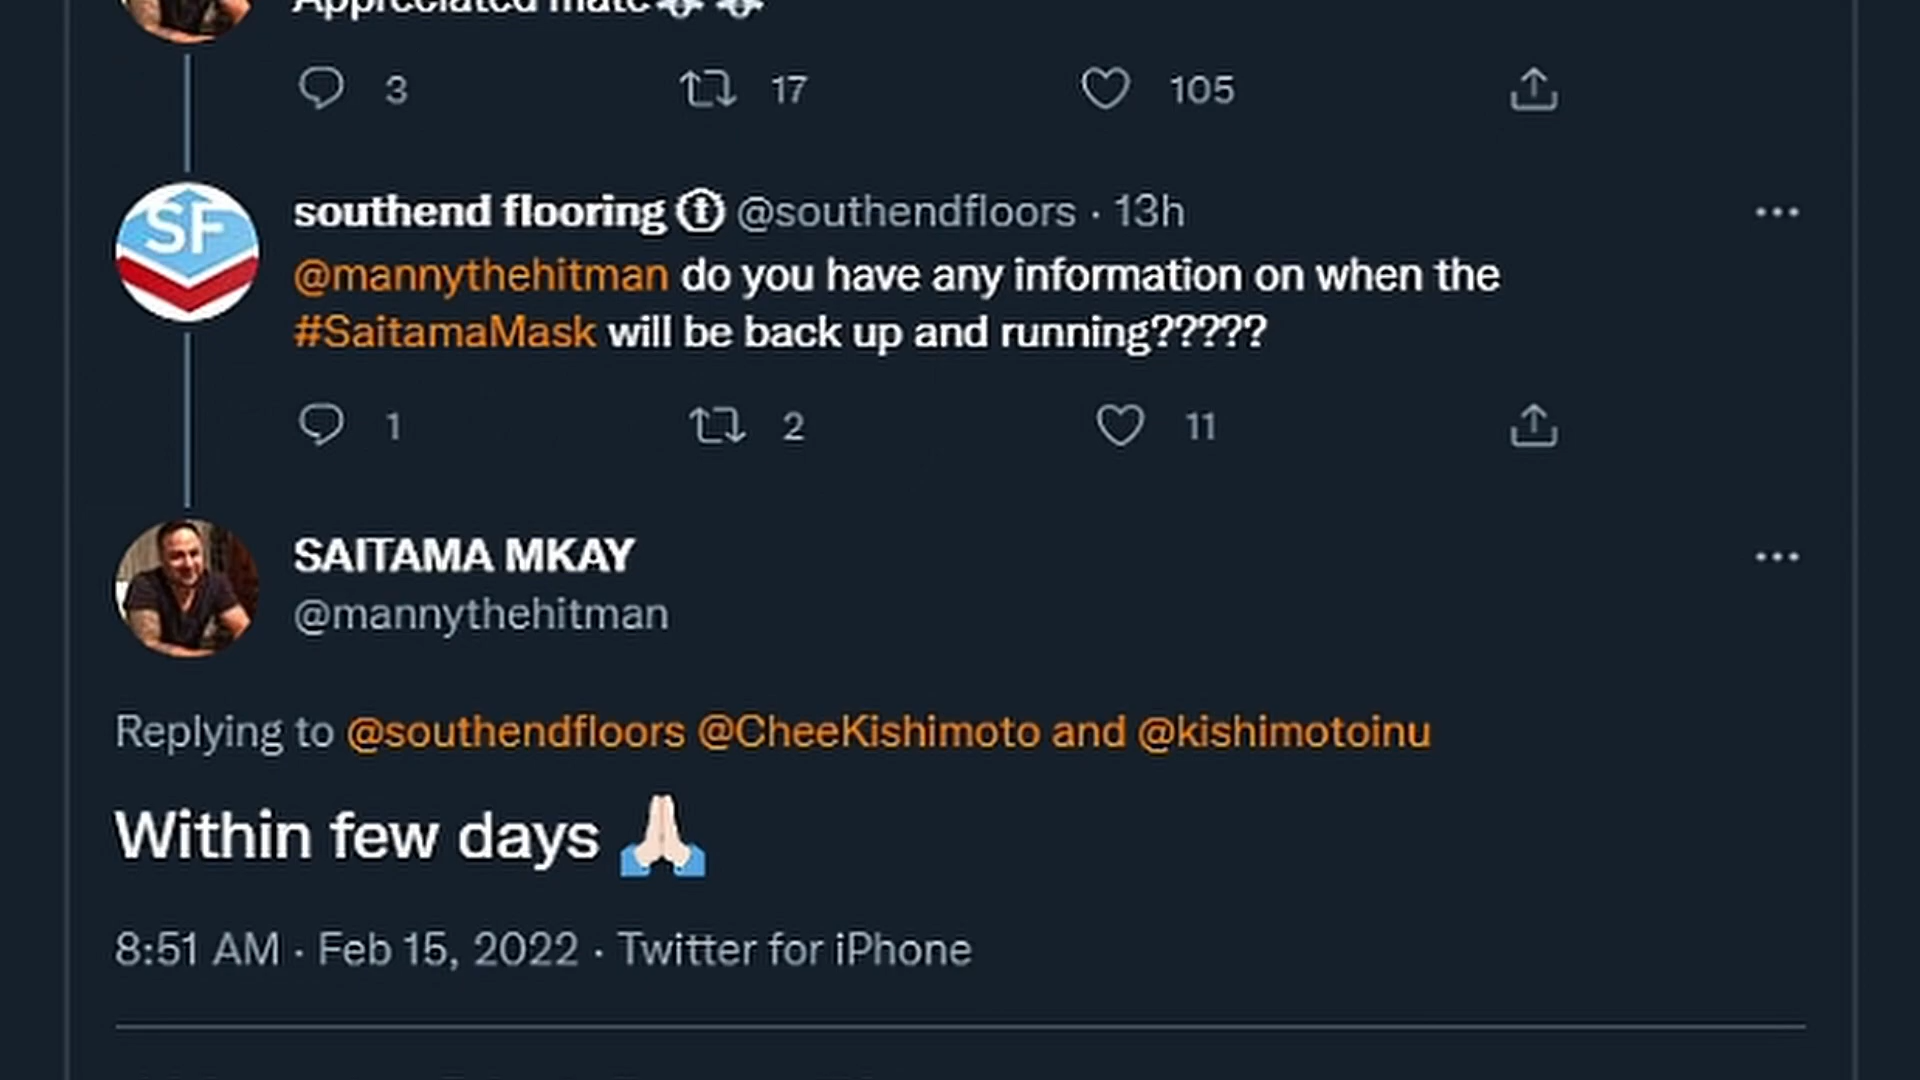 Appreciated mate
3 17 105
SF
southend flooring @southendfloors · 13h
@mannythehitman do you have any information on when the
#SaitamaMask will be back up and running?????
1 2 11
SAITAMA MKAY
@mannythehitman
Replying to @southendfloors @CheeKishimoto and @kishimotoinu
Within few days 🙏🏻
8:51 AM · Feb 15, 2022 · Twitter for iPhone